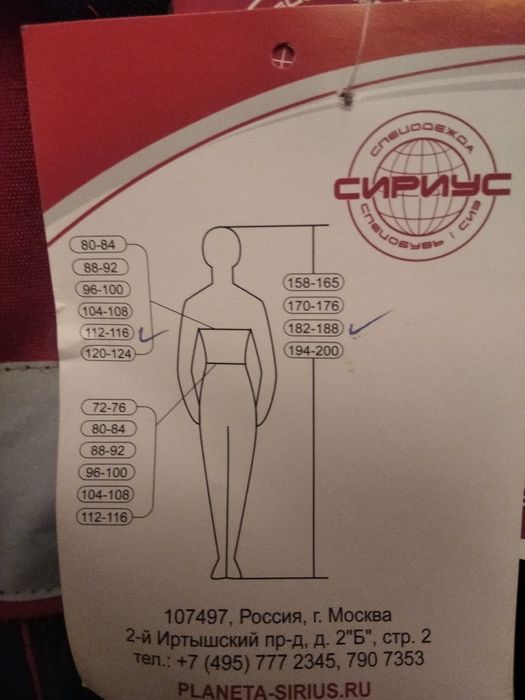 СПЕЦОДЕЖДА
СИРИУС
СПЕЦОБУВЬ | СИЗ
80-84
88-92
96-100
104-108
112-116
120-124
158-165
170-176
182-188
194-200
72-76
80-84
88-92
96-100
104-108
112-116
107497, Россия, г. Москва
2-й Иртышский пр-д, д. 2"Б", стр. 2
тел.: +7 (495) 777 2345, 790 7353
PLANETA-SIRIUS.RU